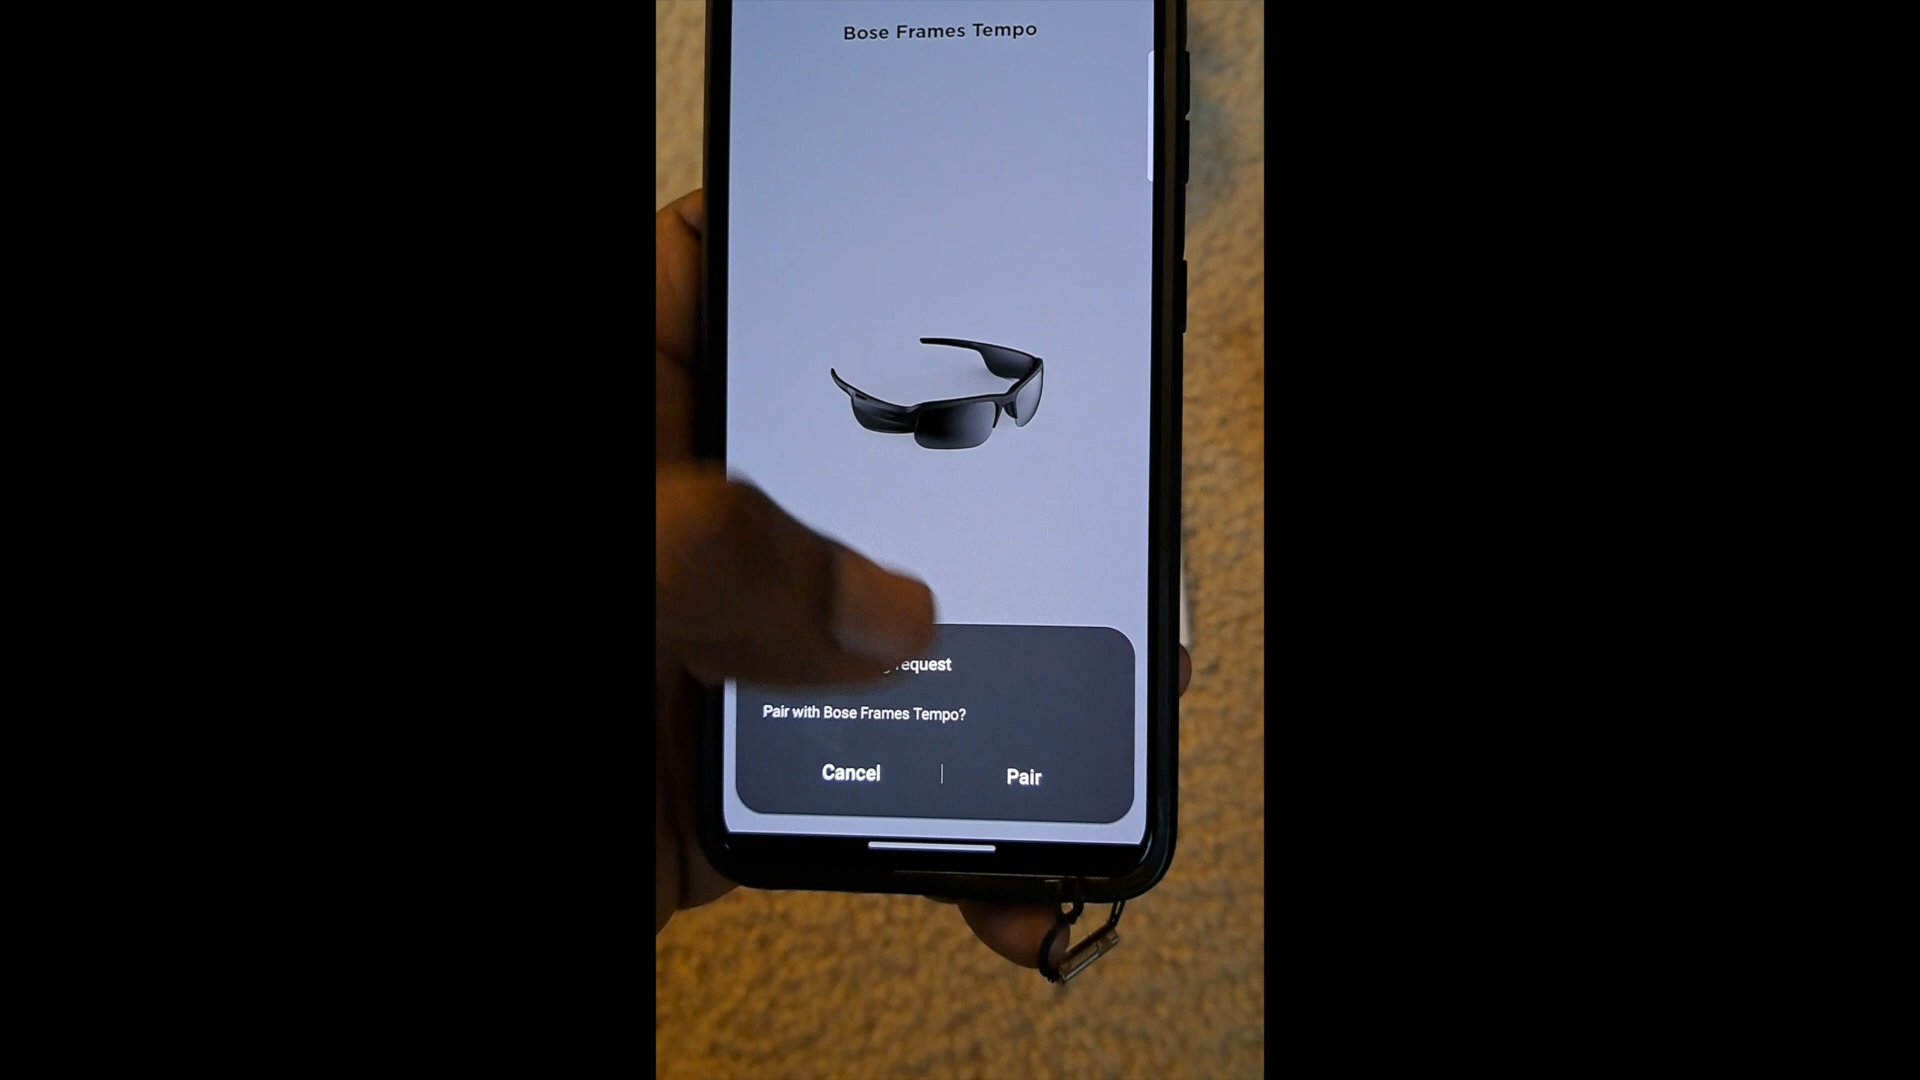 Bose Frames Tempo
request
Pair with Bose Frames Tempo?
Cancel
Pair